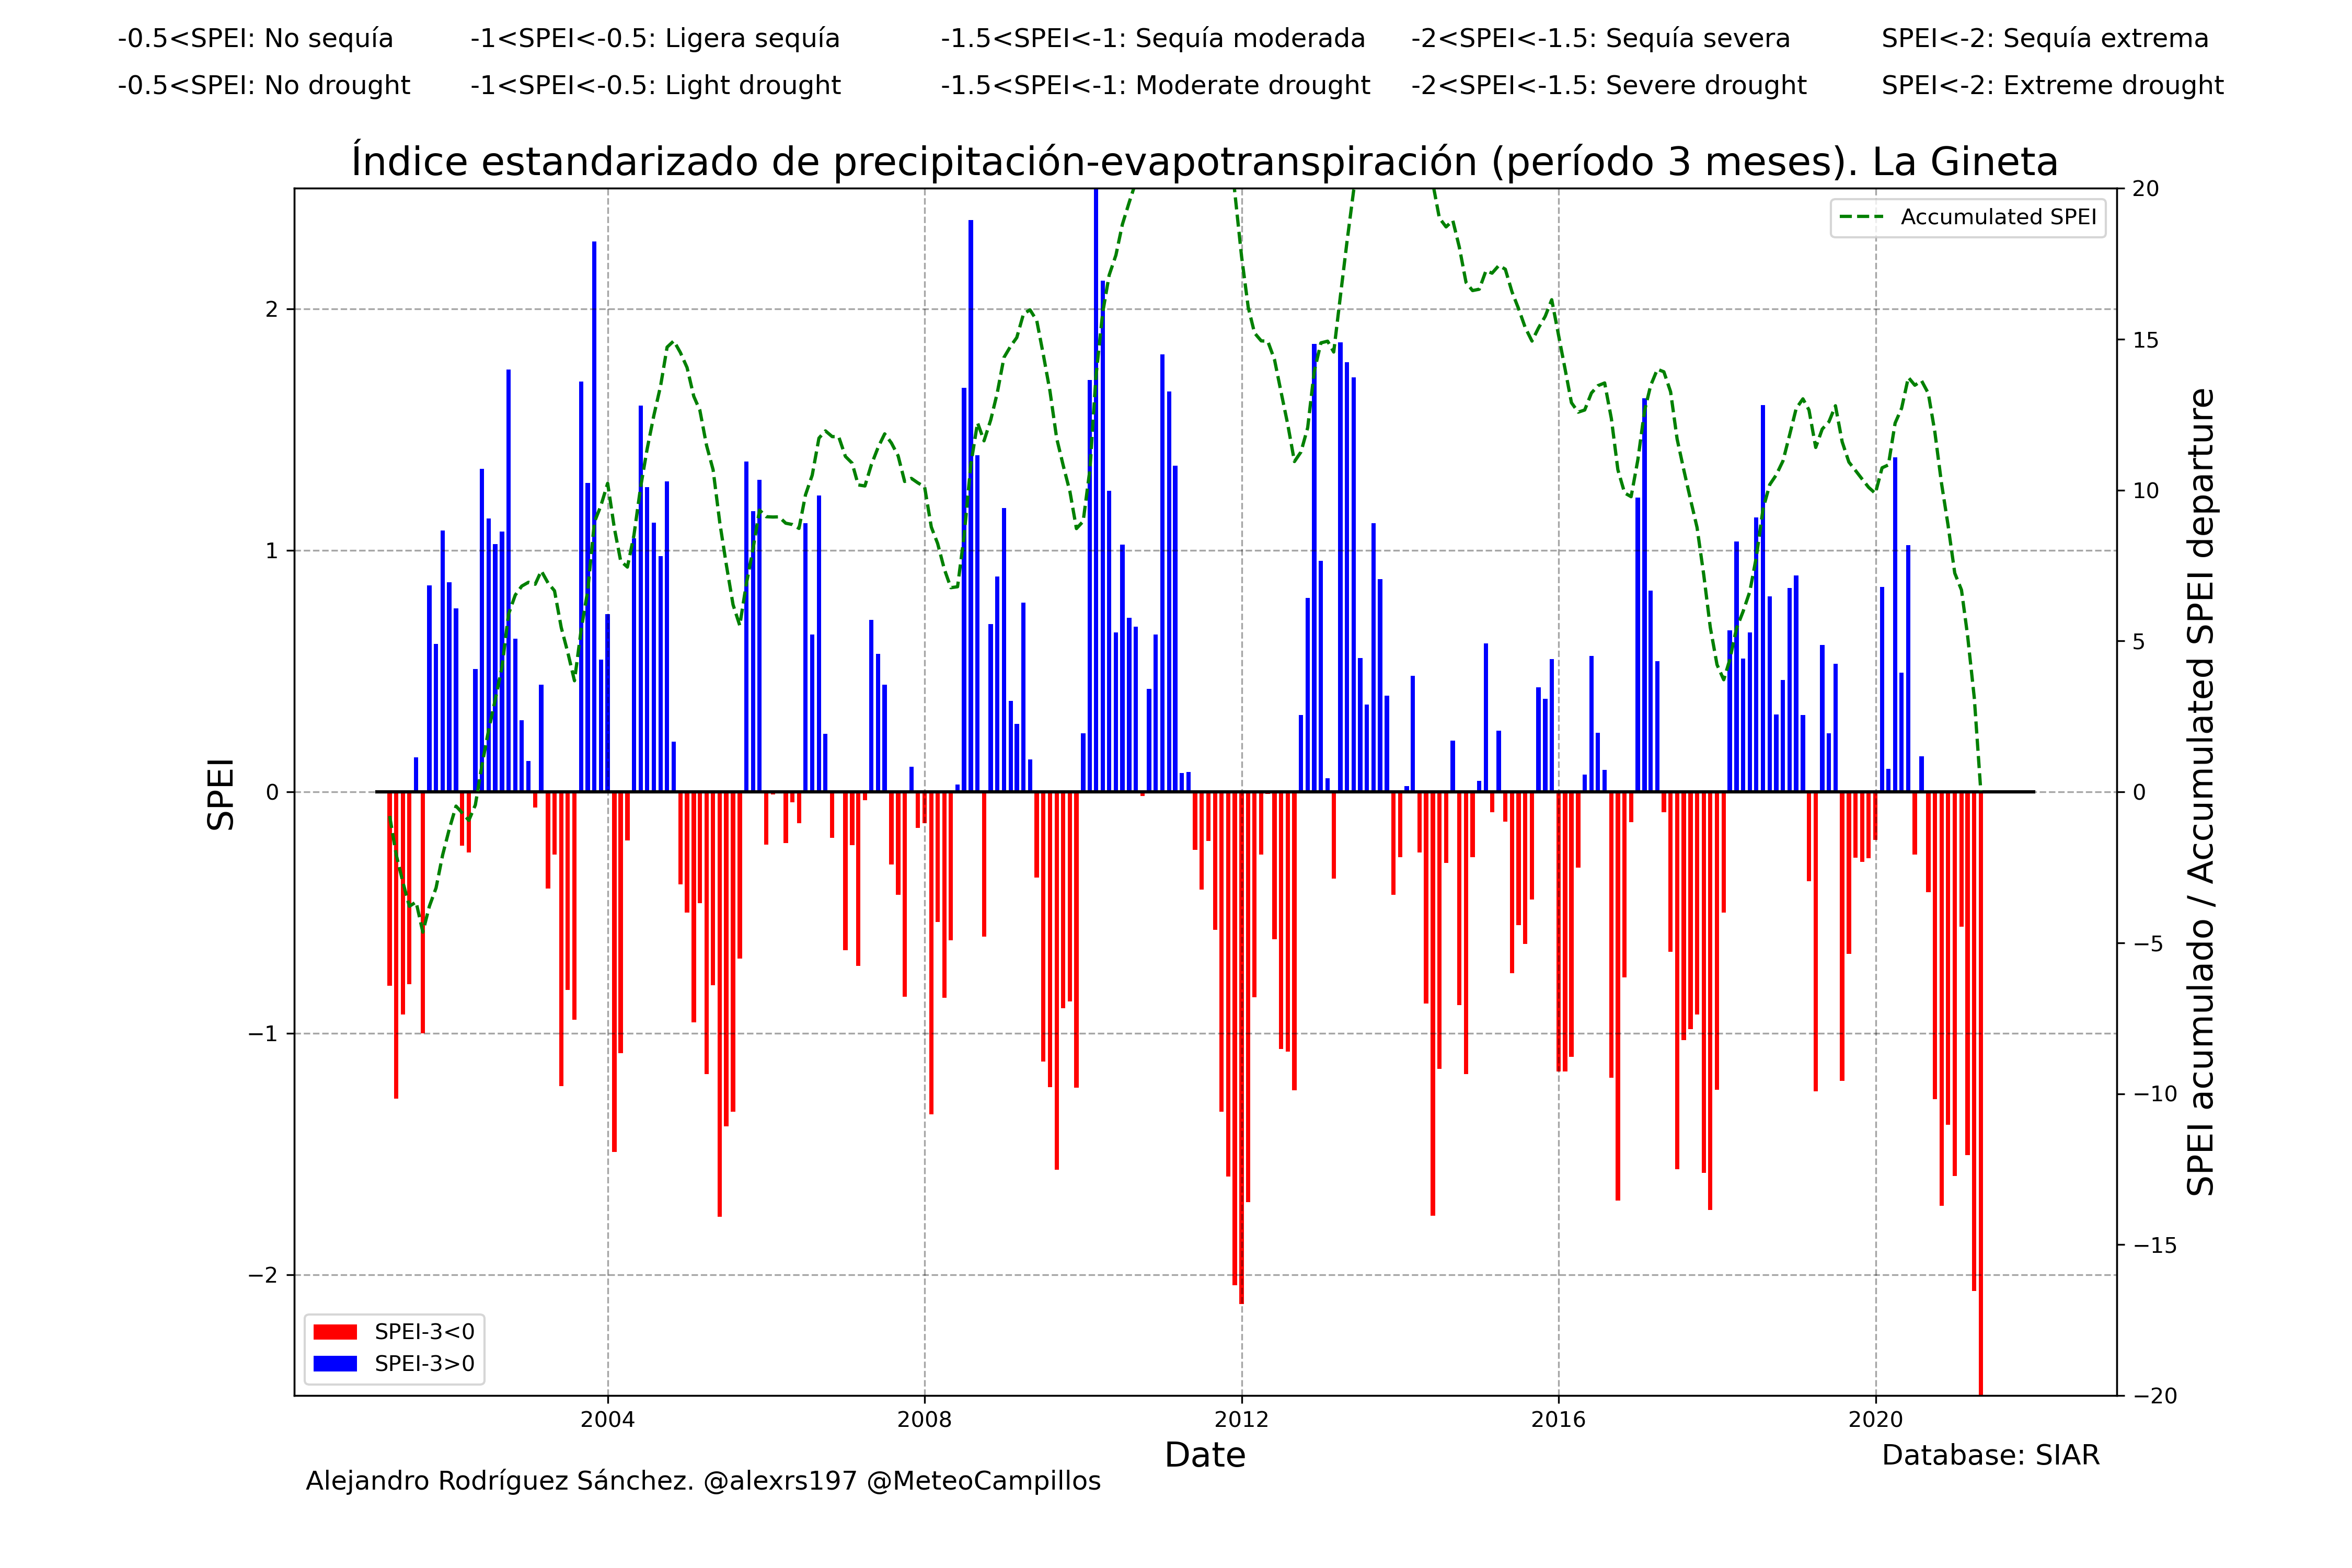 -0.5<SPEI: No sequía -1<SPEI<-0.5: Ligera sequía -1.5<SPEI<-1: Sequía moderada -2<SPEI<-1.5: Sequía severa SPEI<-2: Sequía extrema
-0.5<SPEI: No drought -1<SPEI<-0.5: Light drought -1.5<SPEI<-1: Moderate drought -2<SPEI<-1.5: Severe drought SPEI<-2: Extreme drought
Índice estandarizado de precipitación-evapotranspiración (período 3 meses). La Gineta
Accumulated SPEI
SPEI
2
1
0
−1
−2
20
15
10
5
0
−5
−10
−15
−20
SPEI acumulado / Accumulated SPEI departure
SPEI-3<0
SPEI-3>0
2004 2008 2012 2016 2020
Date
Database: SIAR
Alejandro Rodríguez Sánchez. @alexrs197 @MeteoCampillos